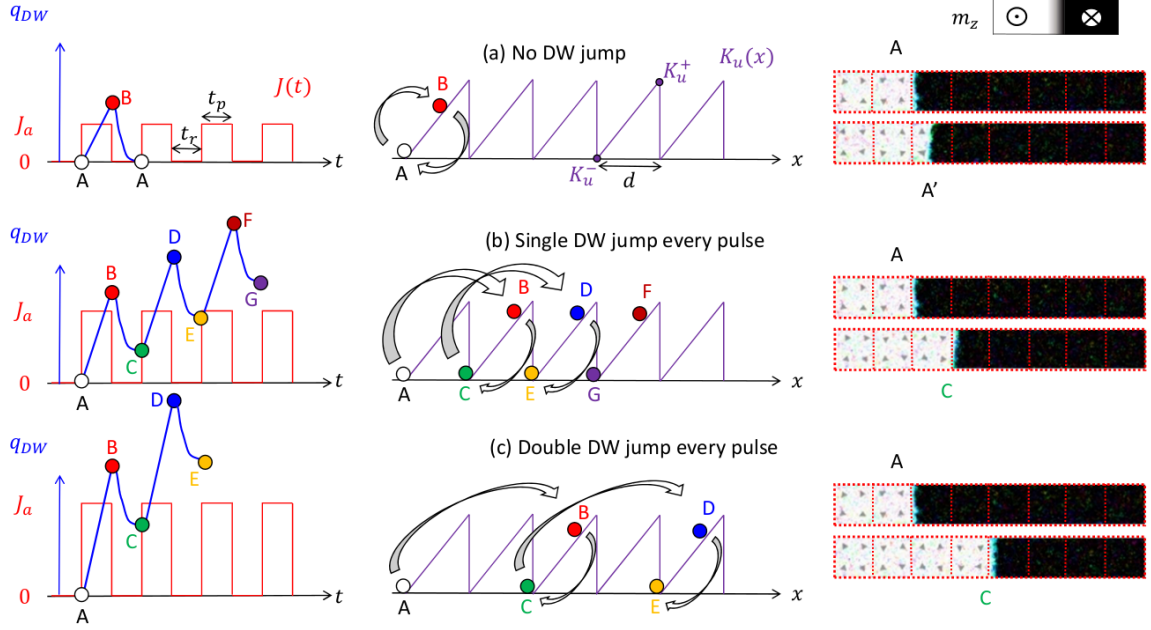 q_DW
m_z
(a) No DW jump
K_u^+
K_u(x)
A
B
J(t)
t_p
B
J_a
t_r
0
t
A
A
A
K_u^-
d
x
A'
q_DW
D
F
(b) Single DW jump every pulse
A
B
G
B
D
F
J_a
E
C
0
t
A
A
C
E
G
x
C
q_DW
D
(c) Double DW jump every pulse
B
E
A
J_a
B
D
C
0
t
A
A
C
E
x
C